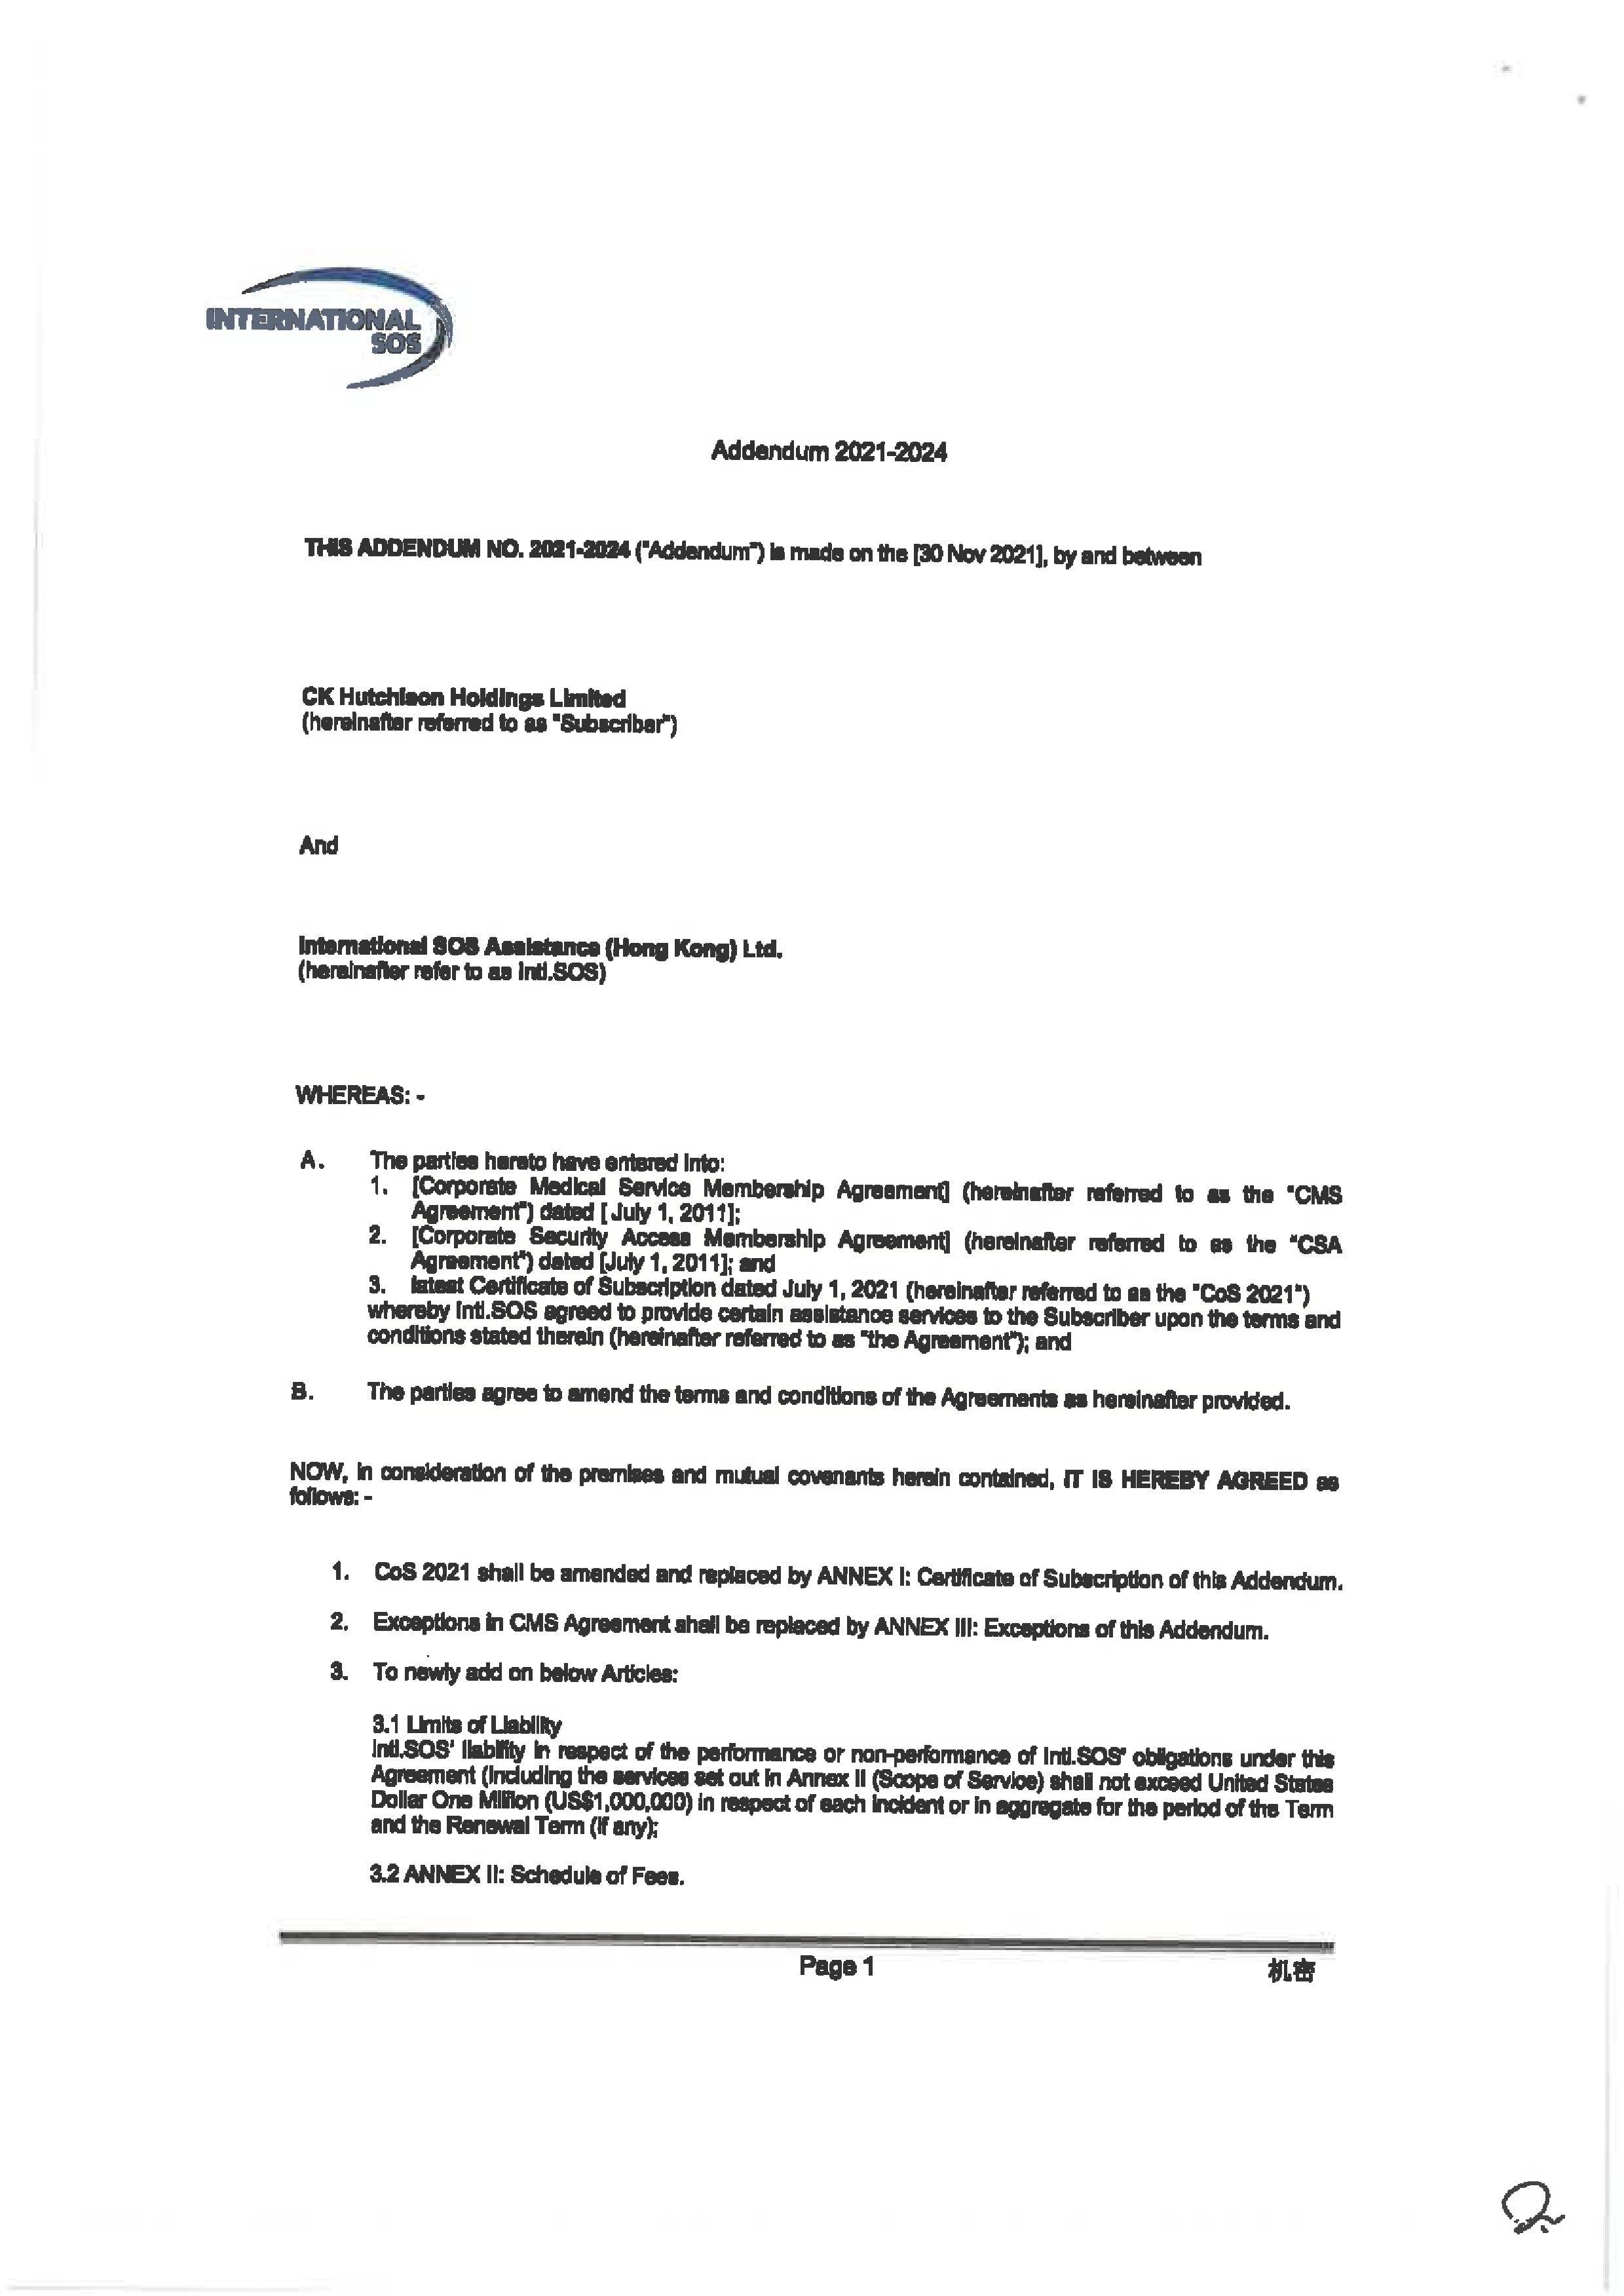 INTERNATIONAL
SOS
Addendum 2021-2024
THIS ADDENDUM NO. 2021-2024 ("Addendum") is made on the [30 Nov 2021], by and between
CK Hutchison Holdings Limited
(hereinafter referred to as "Subscriber")
And
International SOS Assistance (Hong Kong) Ltd.
(hereinafter refer to as Intl.SOS)
WHEREAS: -
A. The parties hereto have entered into:
1. [Corporate Medical Service Membership Agreement] (hereinafter referred to as the "CMS
Agreement") dated [ July 1, 2011];
2. [Corporate Security Access Membership Agreement] (hereinafter referred to as the "CSA
Agreement") dated [July 1, 2011]; and
3. latest Certificate of Subscription dated July 1, 2021 (hereinafter referred to as the "CoS 2021")
whereby Intl.SOS agreed to provide certain assistance services to the Subscriber upon the terms and
conditions stated therein (hereinafter referred to as "the Agreement"); and
B. The parties agree to amend the terms and conditions of the Agreements as hereinafter provided.
NOW, in consideration of the premises and mutual covenants herein contained, IT IS HEREBY AGREED as
follows: -
1. CoS 2021 shall be amended and replaced by ANNEX I: Certificate of Subscription of this Addendum.
2. Exceptions in CMS Agreement shall be replaced by ANNEX III: Exceptions of this Addendum.
3. To newly add on below Articles:
3.1 Limits of Liability
Intl.SOS' liability in respect of the performance or non-performance of Intl.SOS' obligations under this
Agreement (including the services set out in Annex II (Scope of Service) shall not exceed United States
Dollar One Million (US$1,000,000) in respect of each incident or in aggregate for the period of the Term
and the Renewal Term (if any);
3.2 ANNEX II: Schedule of Fees.
Page 1
机密